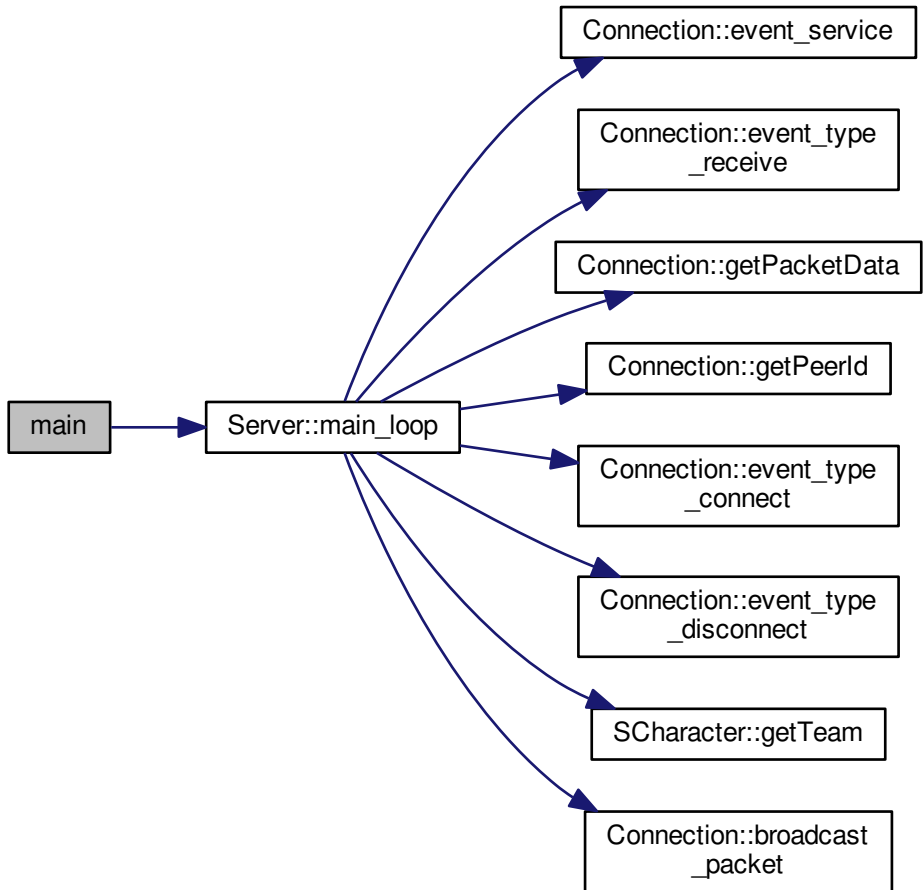 Connection::event_service
Connection::event_type
_receive
Connection::getPacketData
Connection::getPeerId
main
Server::main_loop
Connection::event_type
_connect
Connection::event_type
_disconnect
SCharacter::getTeam
Connection::broadcast
_packet